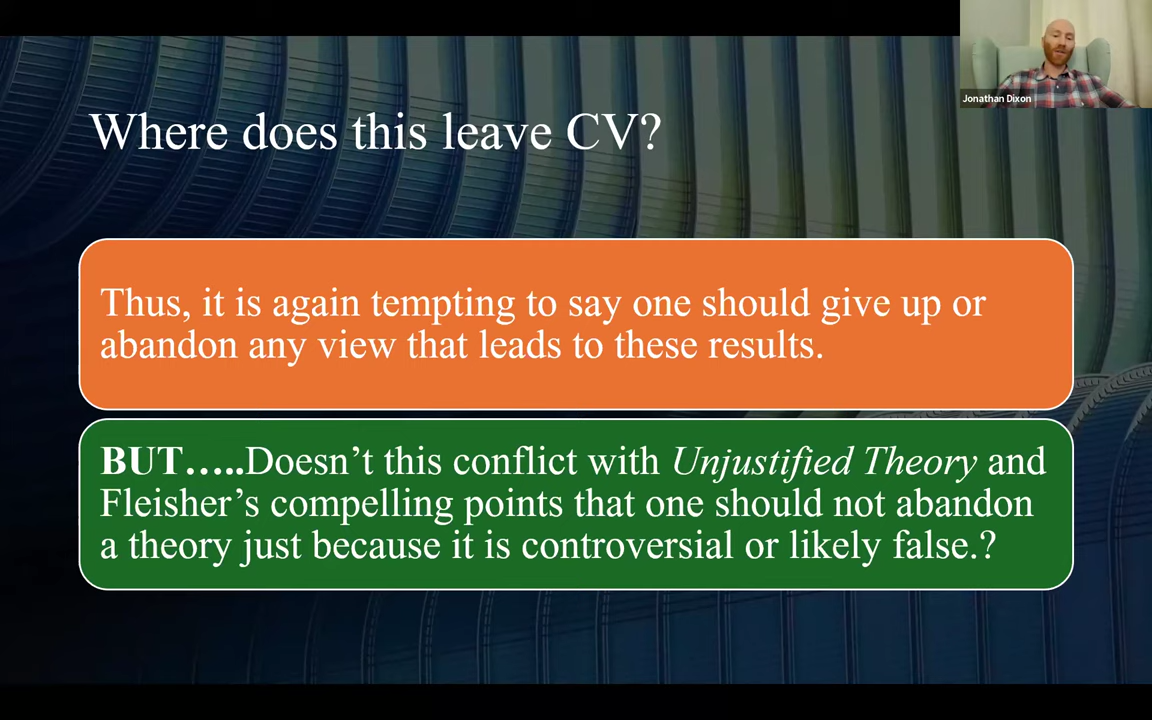 Jonathan Dixon
Where does this leave CV?
Thus, it is again tempting to say one should give up or
abandon any view that leads to these results.
BUT…..Doesn’t this conflict with Unjustified Theory and
Fleisher’s compelling points that one should not abandon
a theory just because it is controversial or likely false.?